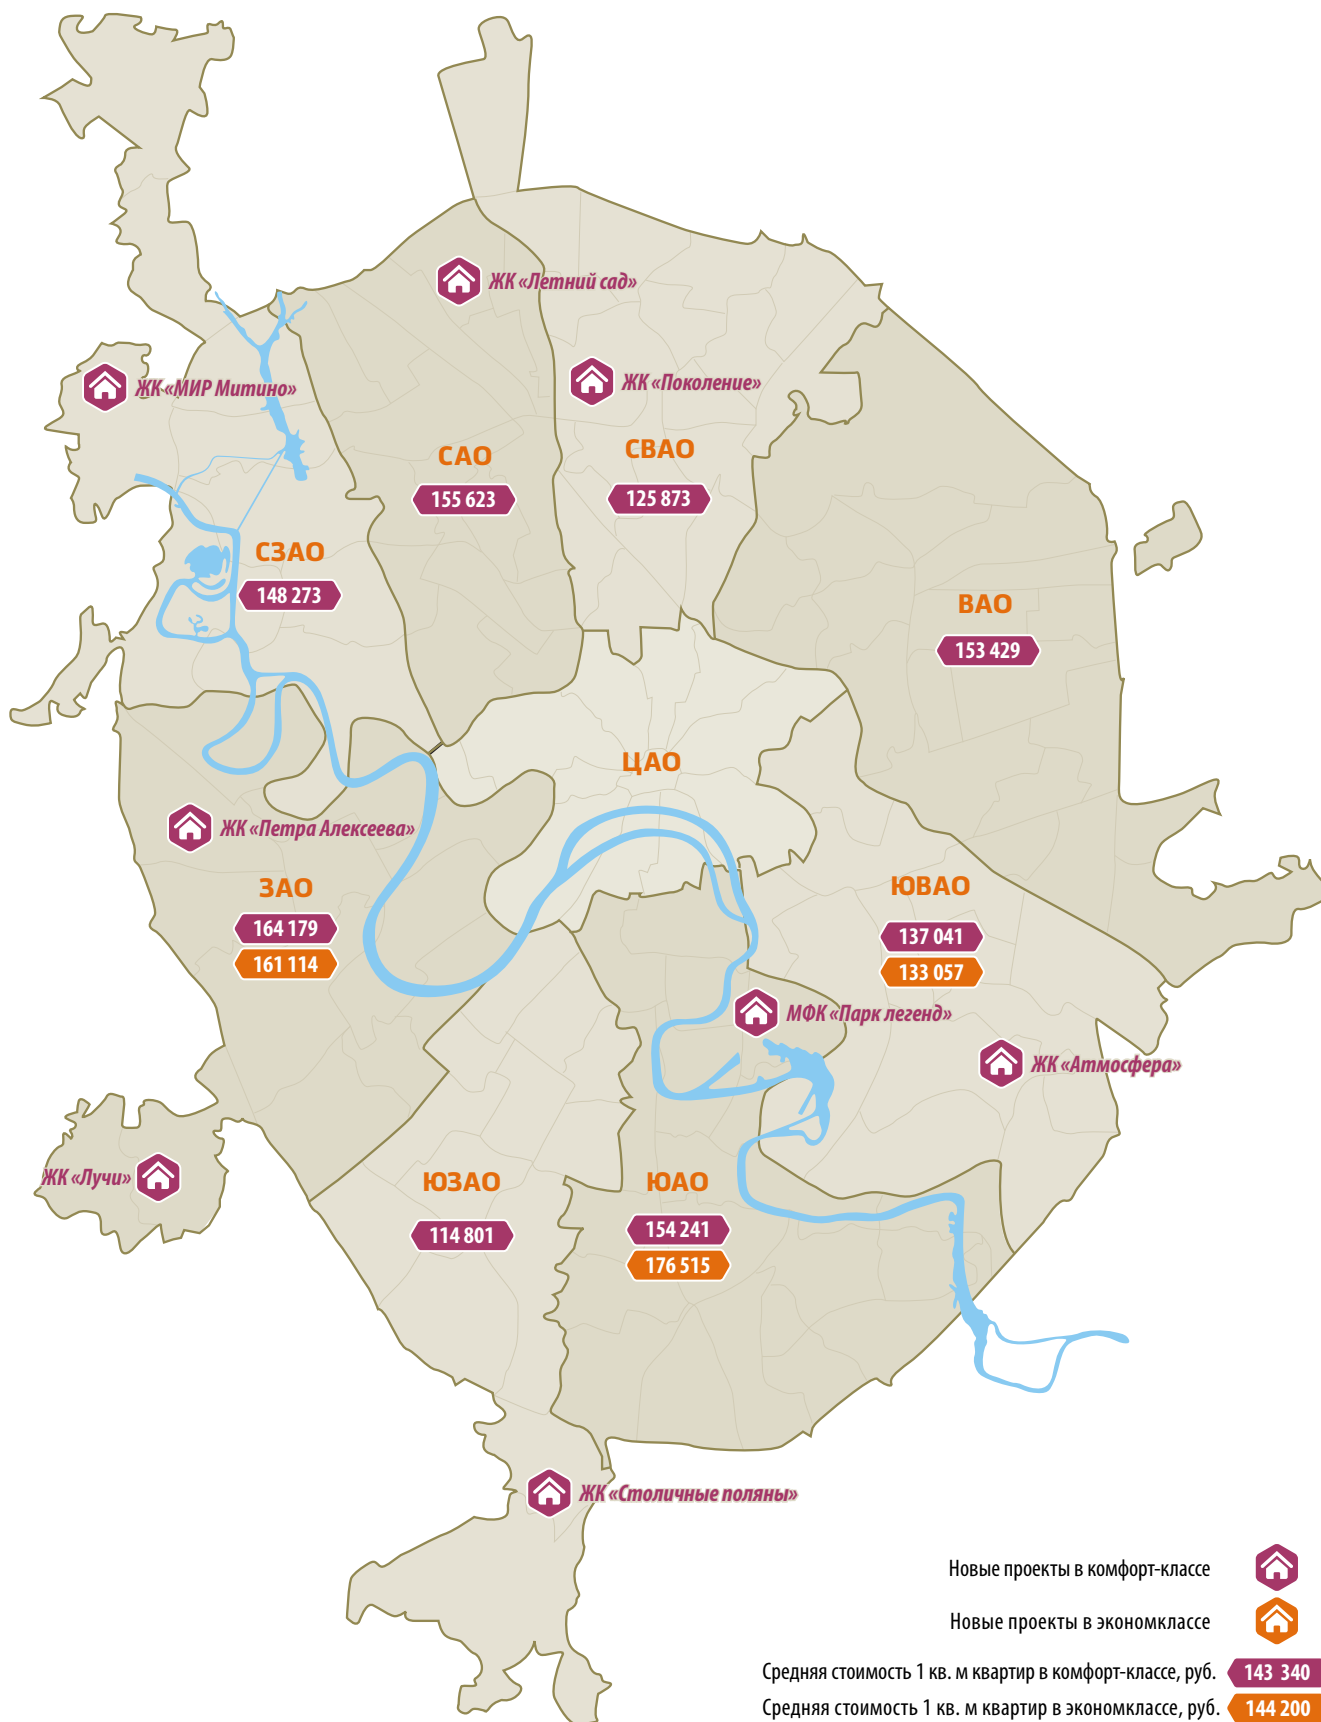 ЖК «Летний сад»
ЖК «МИР Митино»
ЖК «Поколение»
САО
155 623
СВАО
125 873
СЗАО
148 273
ВАО
153 429
ЦАО
ЖК «Петра Алексеева»
ЗАО
164 179
161 114
ЮВАО
137 041
133 057
МФК «Парк легенд»
ЖК «Атмосфера»
ЖК «Лучи»
ЮЗАО
114 801
ЮАО
154 241
176 515
ЖК «Столичные поляны»
Новые проекты в комфорт-классе
Новые проекты в экономклассе
Средняя стоимость 1 кв. м квартир в комфорт-классе, руб. 143 340
Средняя стоимость 1 кв. м квартир в экономклассе, руб. 144 200